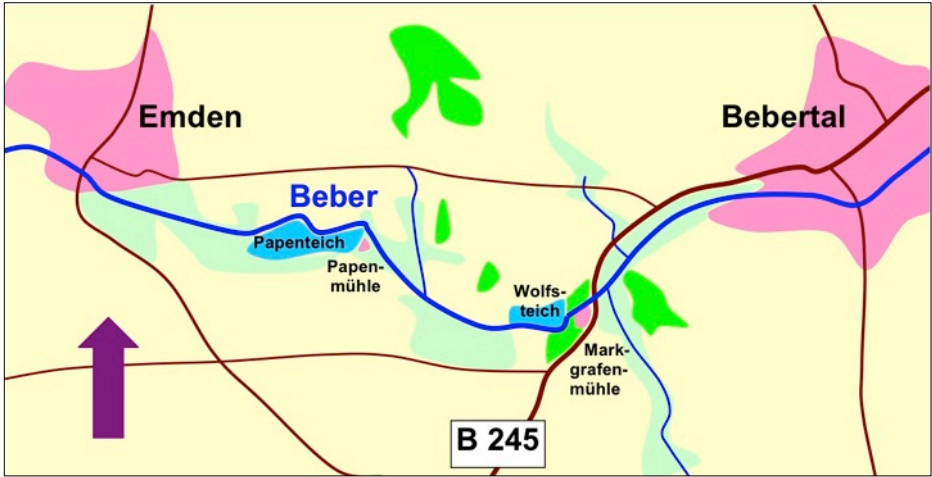 Emden
Bebertal
Beber
Papenteich
Papen-
mühle
Wolfs-
teich
Mark-
grafen-
mühle
B 245